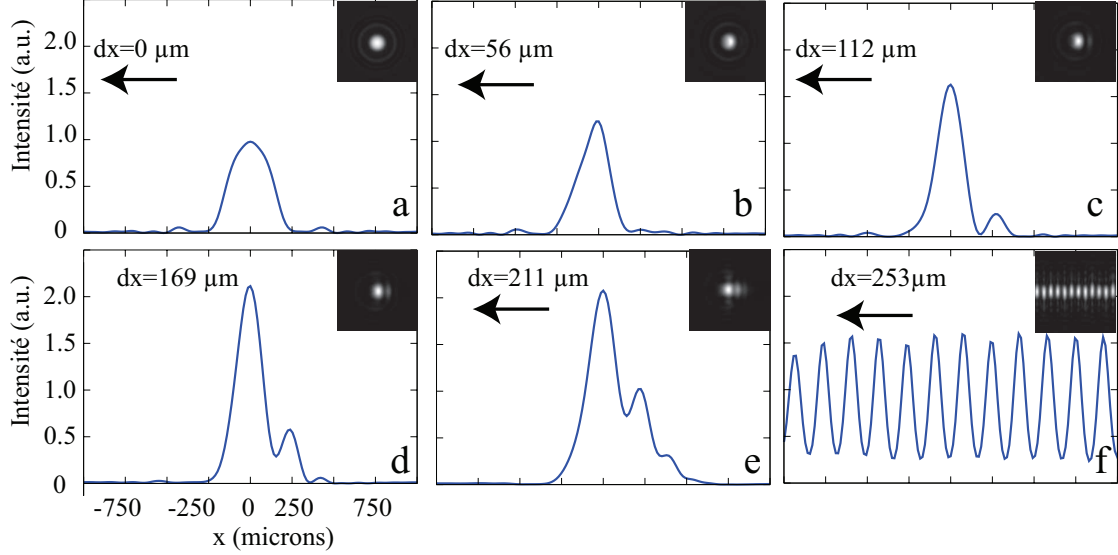 Intensité (a.u.)
2.0
1.5
1.0
0.5
0
dx=0 µm
a
dx=56 µm
b
dx=112 µm
c
Intensité (a.u.)
2.0
1.5
1.0
0.5
0
dx=169 µm
d
dx=211 µm
e
dx=253µm
f
-750
-250
0
250
750
x (microns)